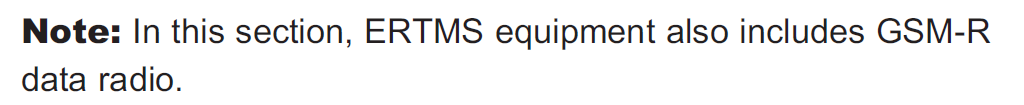 Note: In this section, ERTMS equipment also includes GSM-R
data radio.